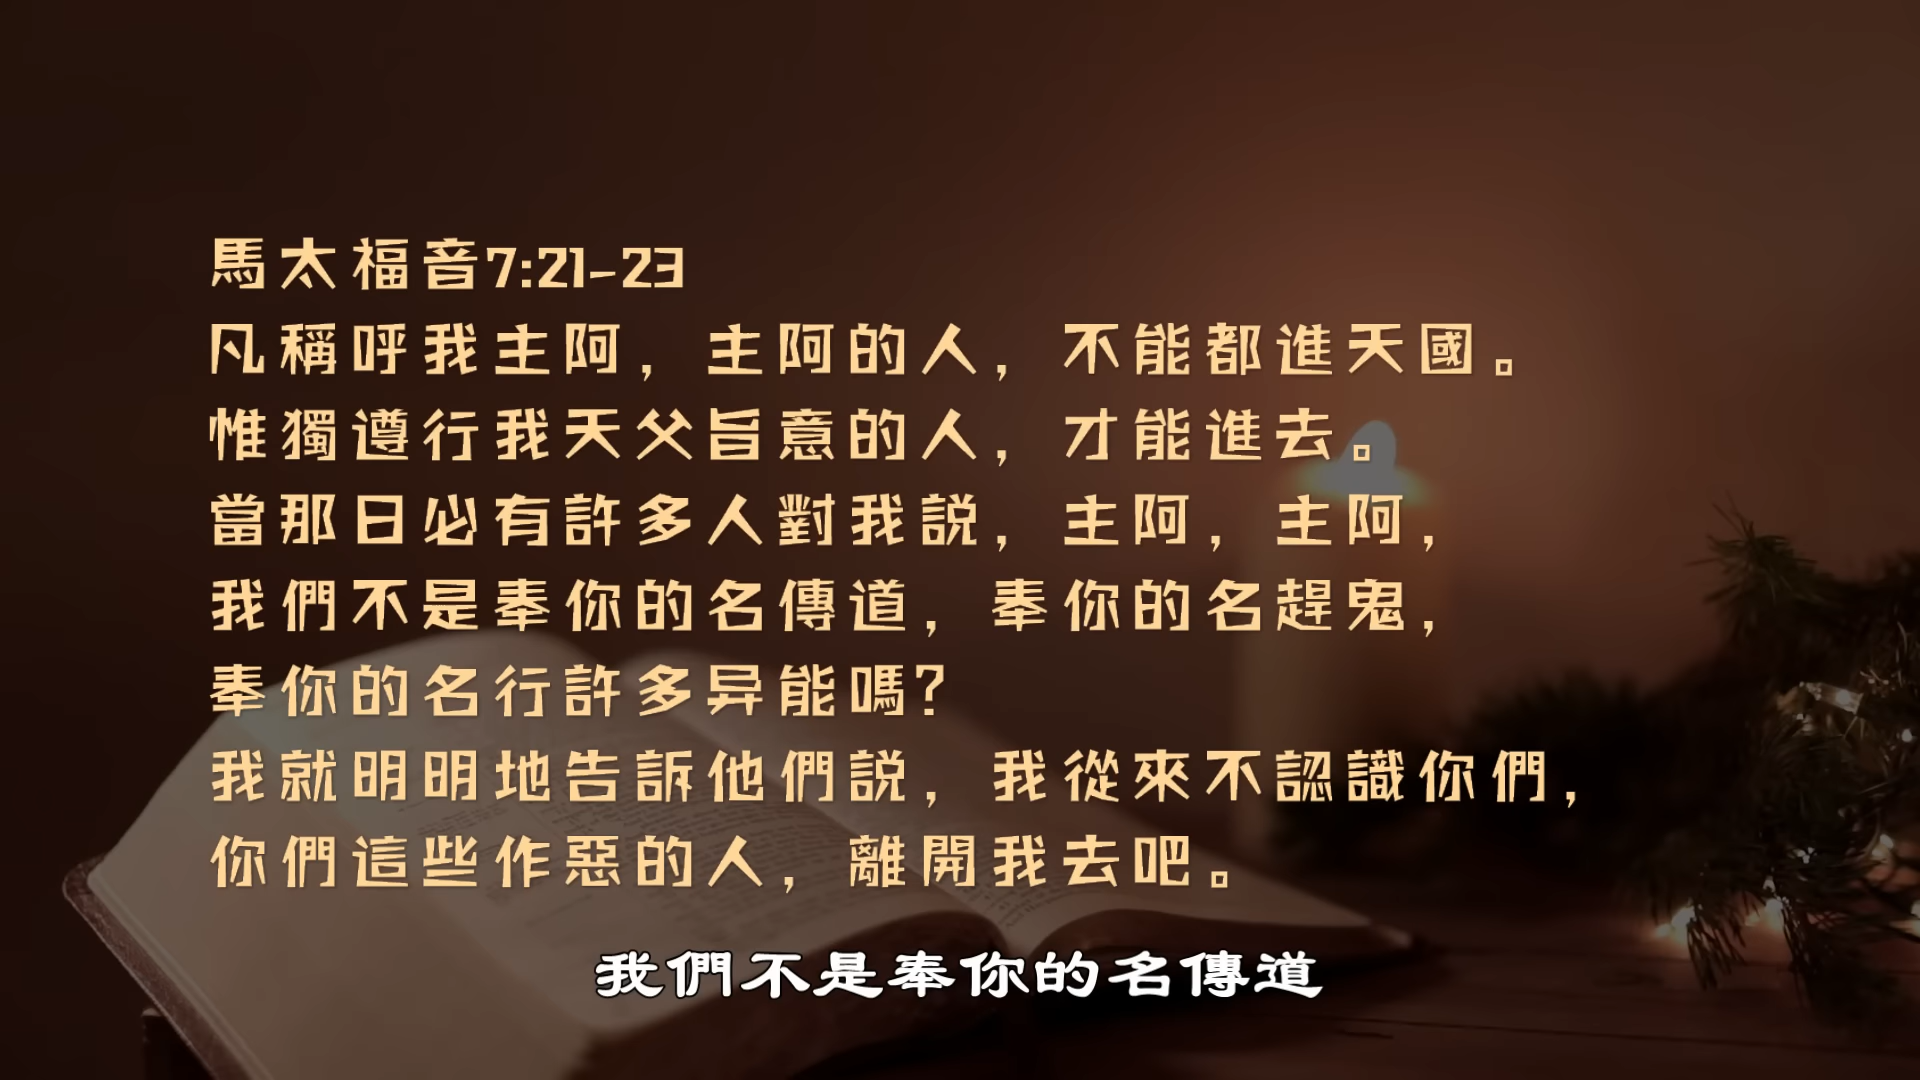 馬太福音7:21-23
凡稱呼我主阿，主阿的人，不能都進天國。
惟獨遵行我天父旨意的人，才能進去。
當那日必有許多人對我説，主阿，主阿，
我們不是奉你的名傳道，奉你的名趕鬼，
奉你的名行許多异能嗎？
我就明明地告訴他們説，我從來不認識你們，
你們這些作惡的人，離開我去吧。
我們不是奉你的名傳道